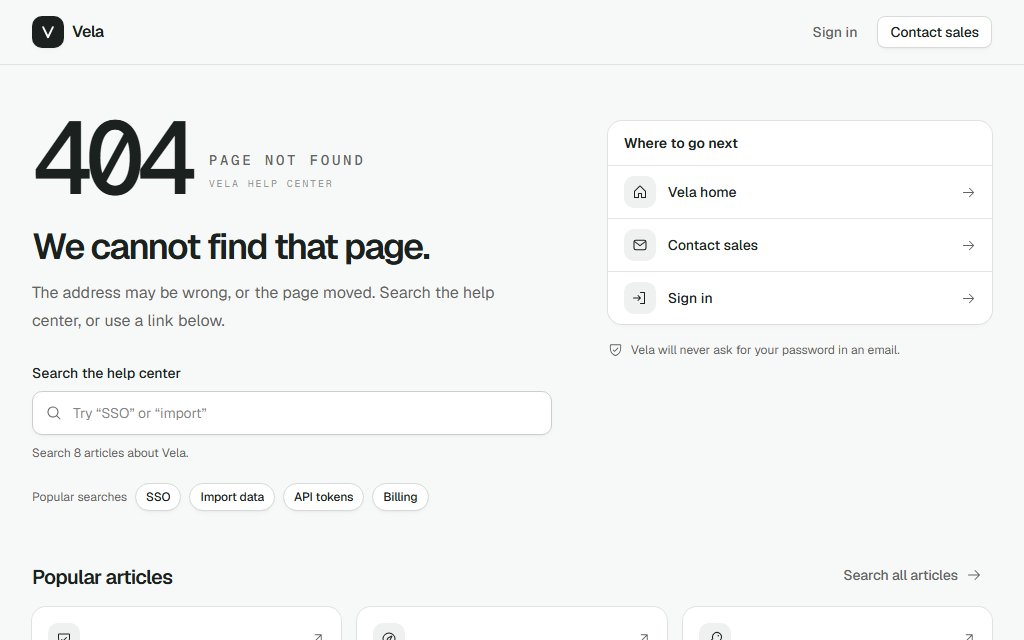 Vela
Sign in
Contact sales
404
PAGE NOT FOUND
VELA HELP CENTER
We cannot find that page.
The address may be wrong, or the page moved. Search the help
center, or use a link below.
Search the help center
Try “SSO” or “import”
Search 8 articles about Vela.
Popular searches
SSO
Import data
API tokens
Billing
Where to go next
Vela home
Contact sales
Sign in
Vela will never ask for your password in an email.
Popular articles
Search all articles